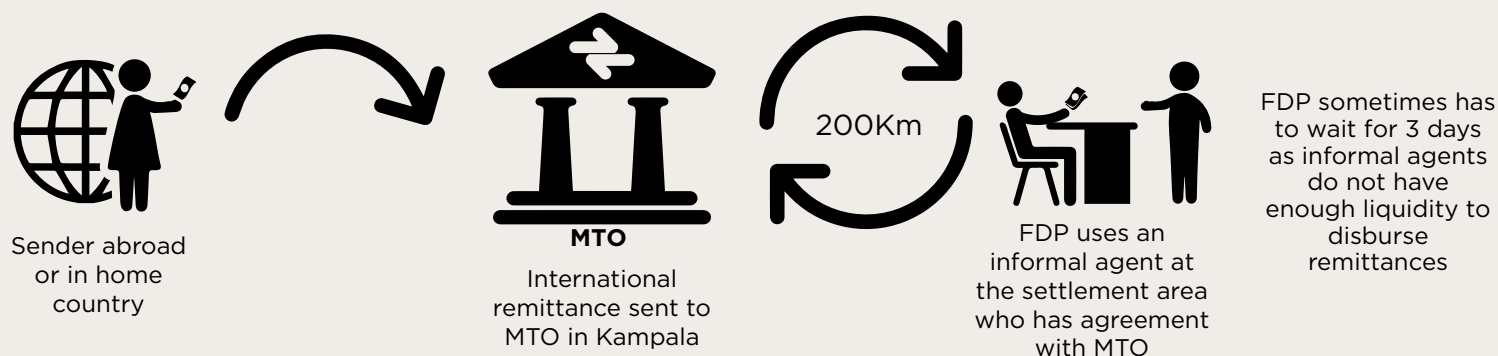 Sender abroad
or in home
country
MTO
International
remittance sent to
MTO in Kampala
200Km
FDP uses an
informal agent at
the settlement area
who has agreement
with MTO
FDP sometimes has
to wait for 3 days
as informal agents
do not have
enough liquidity to
disburse
remittances